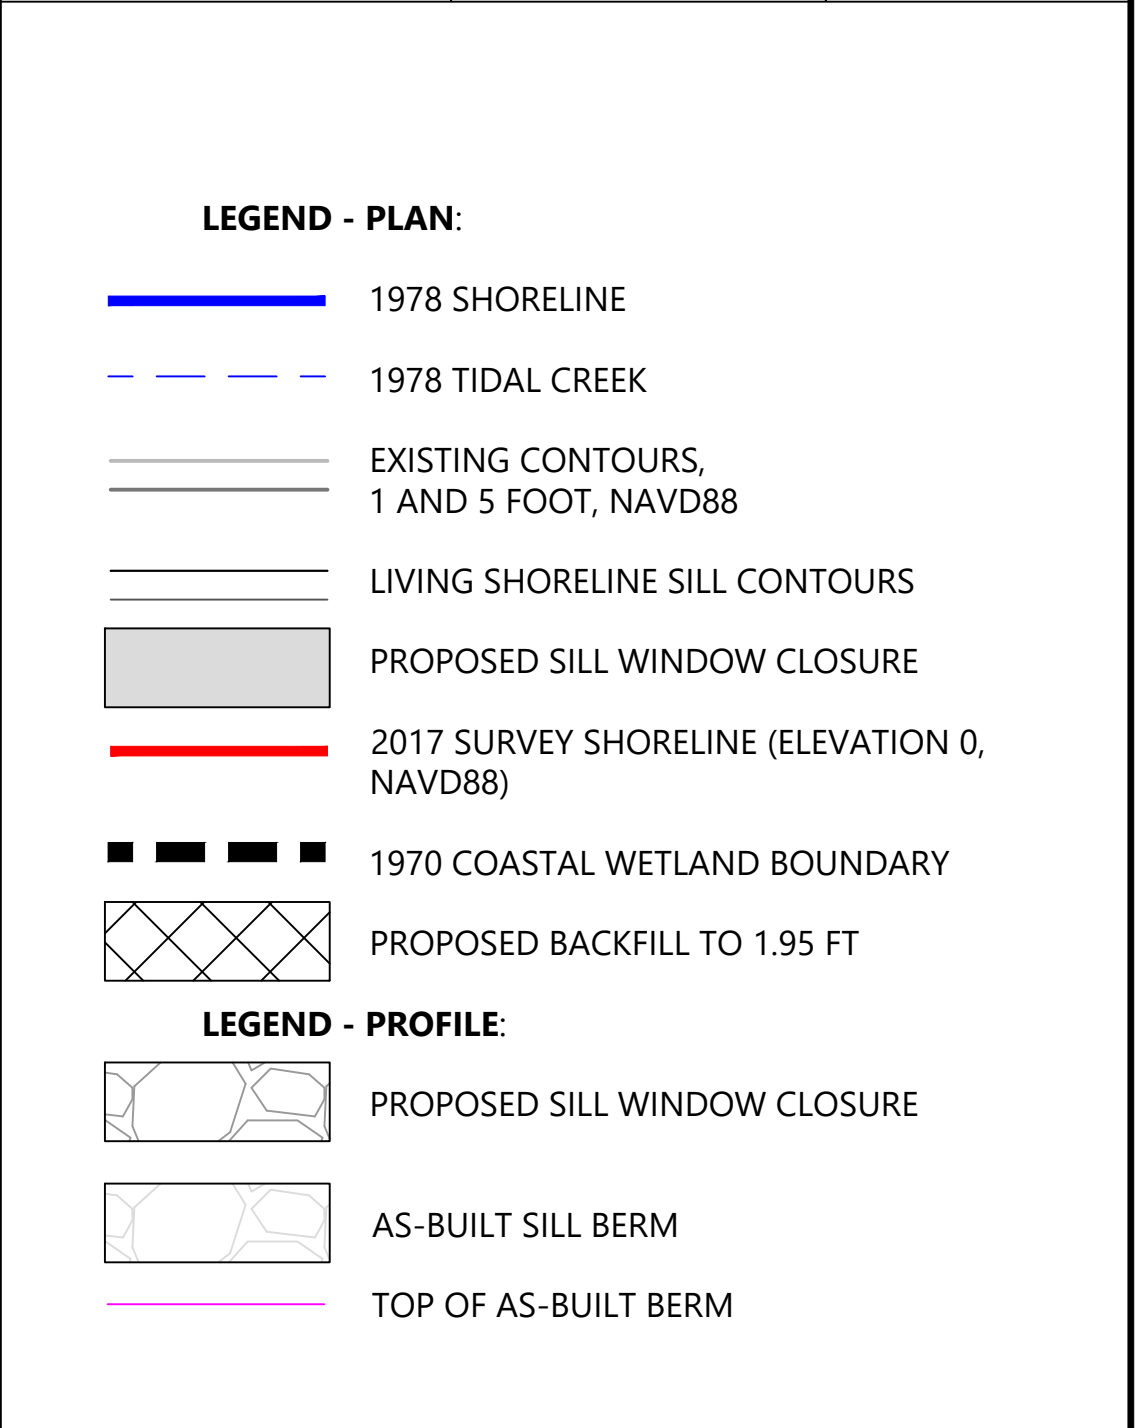 LEGEND - PLAN:
1978 SHORELINE
1978 TIDAL CREEK
EXISTING CONTOURS,
1 AND 5 FOOT, NAVD88
LIVING SHORELINE SILL CONTOURS
PROPOSED SILL WINDOW CLOSURE
2017 SURVEY SHORELINE (ELEVATION 0,
NAVD88)
1970 COASTAL WETLAND BOUNDARY
PROPOSED BACKFILL TO 1.95 FT
LEGEND - PROFILE:
PROPOSED SILL WINDOW CLOSURE
AS-BUILT SILL BERM
TOP OF AS-BUILT BERM